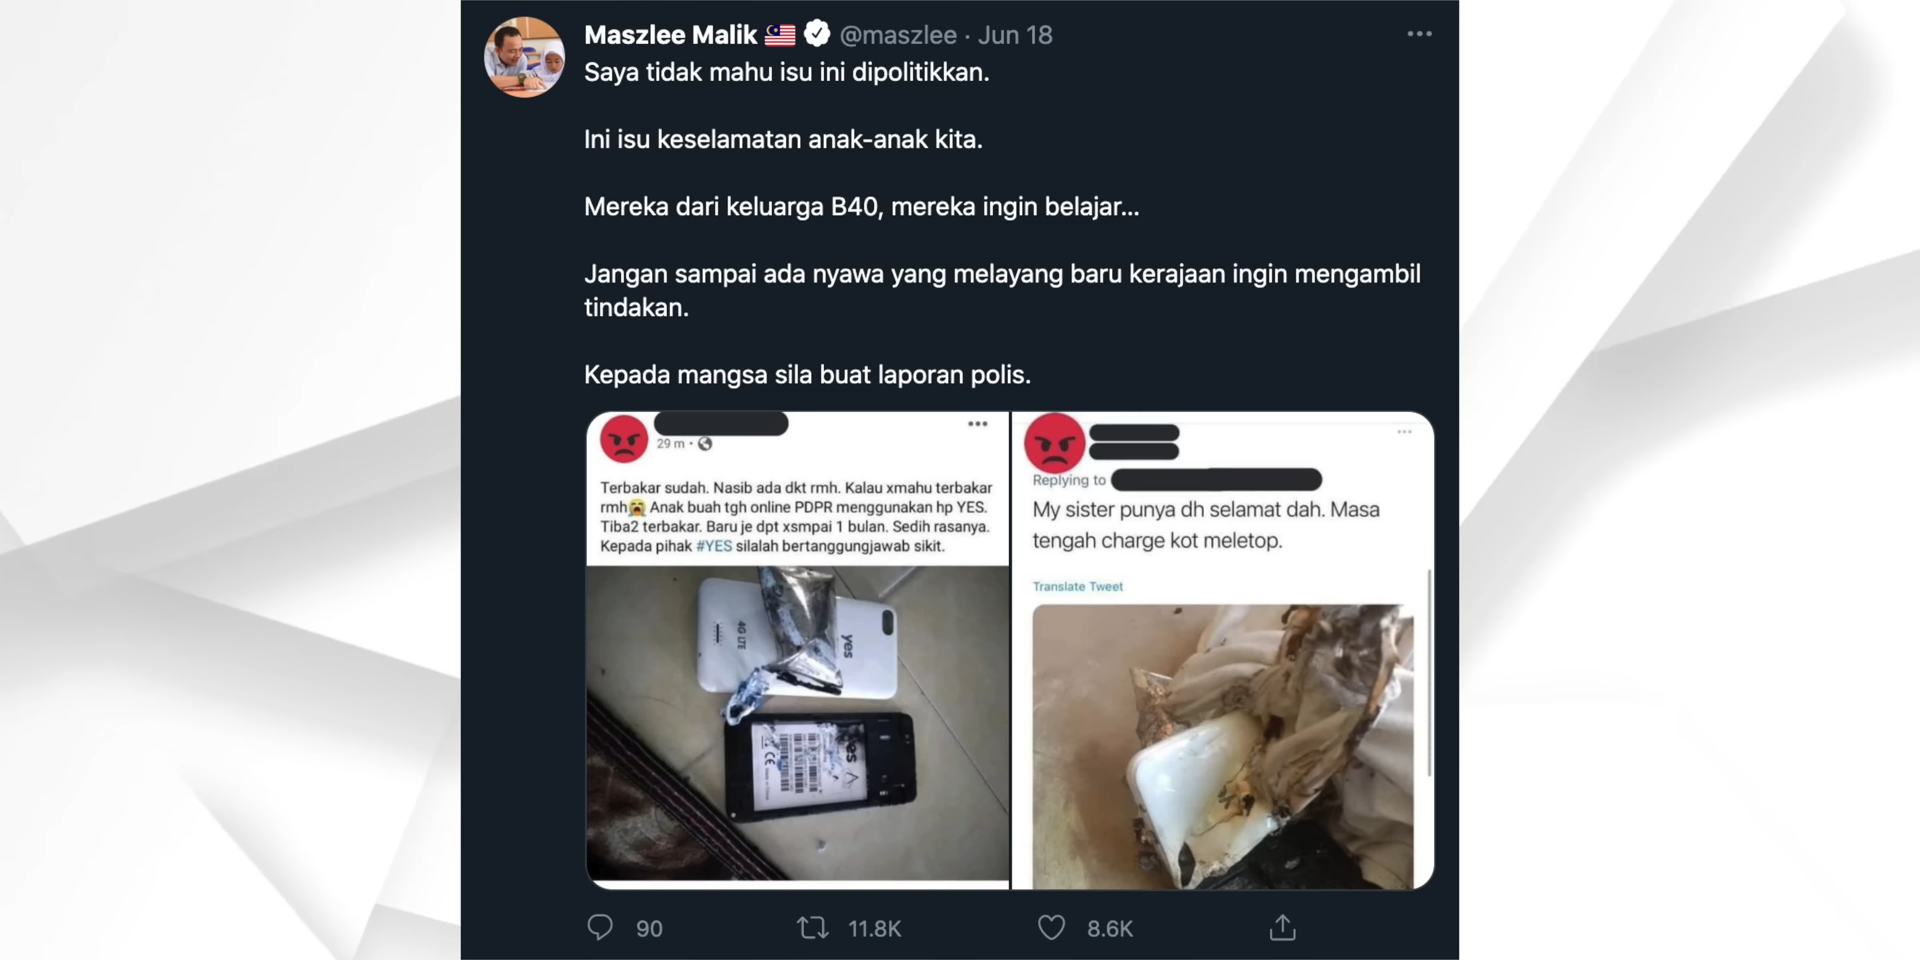 Maszlee Malik 🇲🇾 @maszlee · Jun 18
Saya tidak mahu isu ini dipolitikkan.
Ini isu keselamatan anak-anak kita.
Mereka dari keluarga B40, mereka ingin belajar...
Jangan sampai ada nyawa yang melayang baru kerajaan ingin mengambil
tindakan.
Kepada mangsa sila buat laporan polis.
29 m ·
Terbakar sudah. Nasib ada dkt rmh. Kalau xmahu terbakar
rmh😭 Anak buah tgh online PDPR menggunakan hp YES.
Tiba2 terbakar. Baru je dpt xsmpai 1 bulan. Sedih rasanya.
Kepada pihak #YES silalah bertanggungjawab sikit.
4G LTE
yes
yes
CE
Replying to
My sister punya dh selamat dah. Masa
tengah charge kot meletop.
Translate Tweet
90
11.8K
8.6K